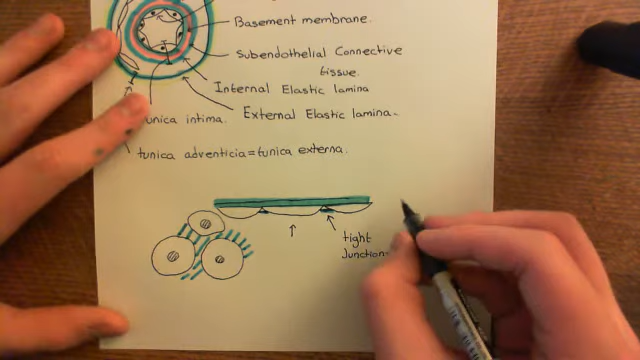 Basement membrane.
Subendothelial Connective
tissue.
Internal Elastic lamina
External Elastic lamina.
tunica intima.
tunica adventicia = tunica externa.
tight
Junction